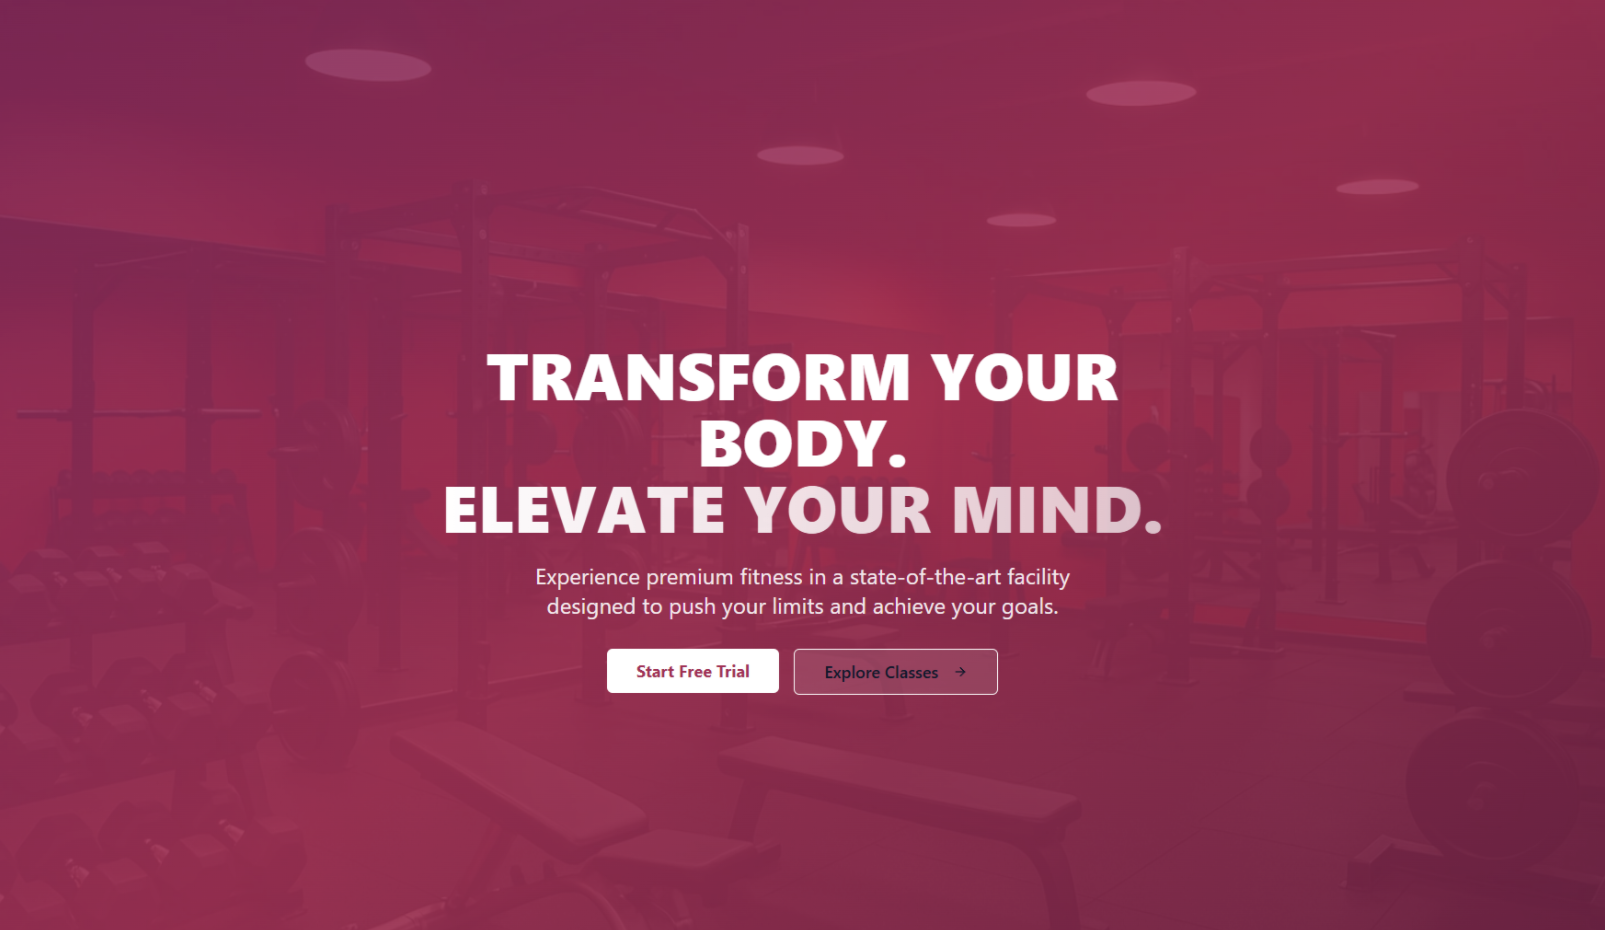 TRANSFORM YOUR
BODY.
ELEVATE YOUR MIND.
Experience premium fitness in a state-of-the-art facility
designed to push your limits and achieve your goals.
Start Free Trial
Explore Classes →